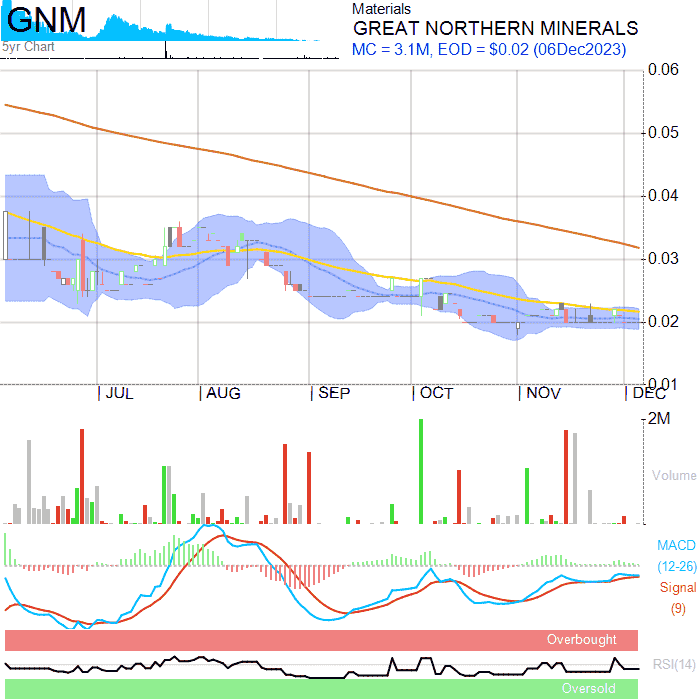 GNM
5yr Chart
Materials
GREAT NORTHERN MINERALS
MC = 3.1M, EOD = $0.02 (06Dec2023)
0.06
0.05
0.04
0.03
0.02
0.01
JUL AUG SEP OCT NOV DEC
2M
Volume
MACD
(12-26)
Signal
(9)
Overbought
RSI(14)
Oversold